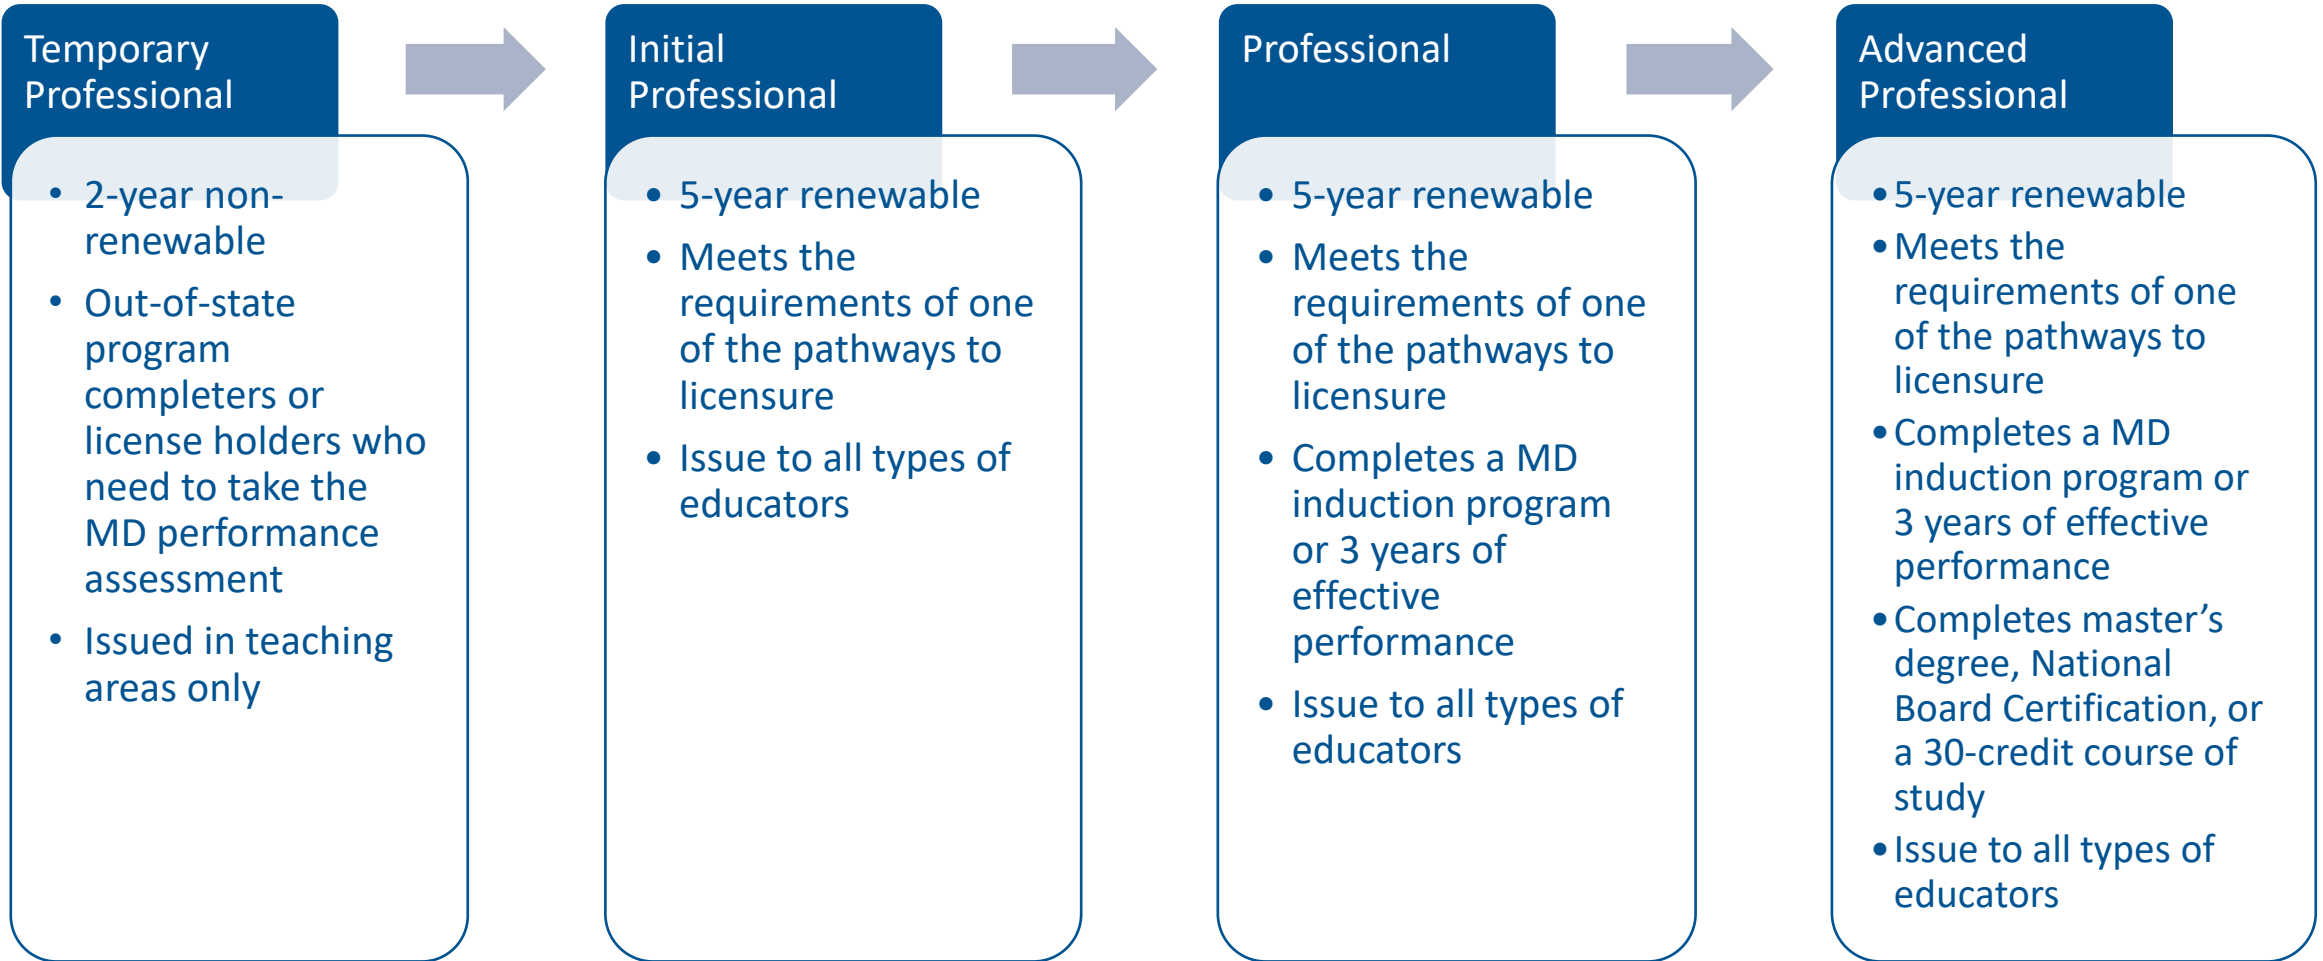 Temporary
Professional
• 2-year non-
renewable
• Out-of-state
program
completers or
license holders who
need to take the
MD performance
assessment
• Issued in teaching
areas only
Initial
Professional
• 5-year renewable
• Meets the
requirements of one
of the pathways to
licensure
• Issue to all types of
educators
Professional
• 5-year renewable
• Meets the
requirements of one
of the pathways to
licensure
• Completes a MD
induction program
or 3 years of
effective
performance
• Issue to all types of
educators
Advanced
Professional
•5-year renewable
•Meets the
requirements of one
of the pathways to
licensure
•Completes a MD
induction program or
3 years of effective
performance
•Completes master’s
degree, National
Board Certification, or
a 30-credit course of
study
•Issue to all types of
educators